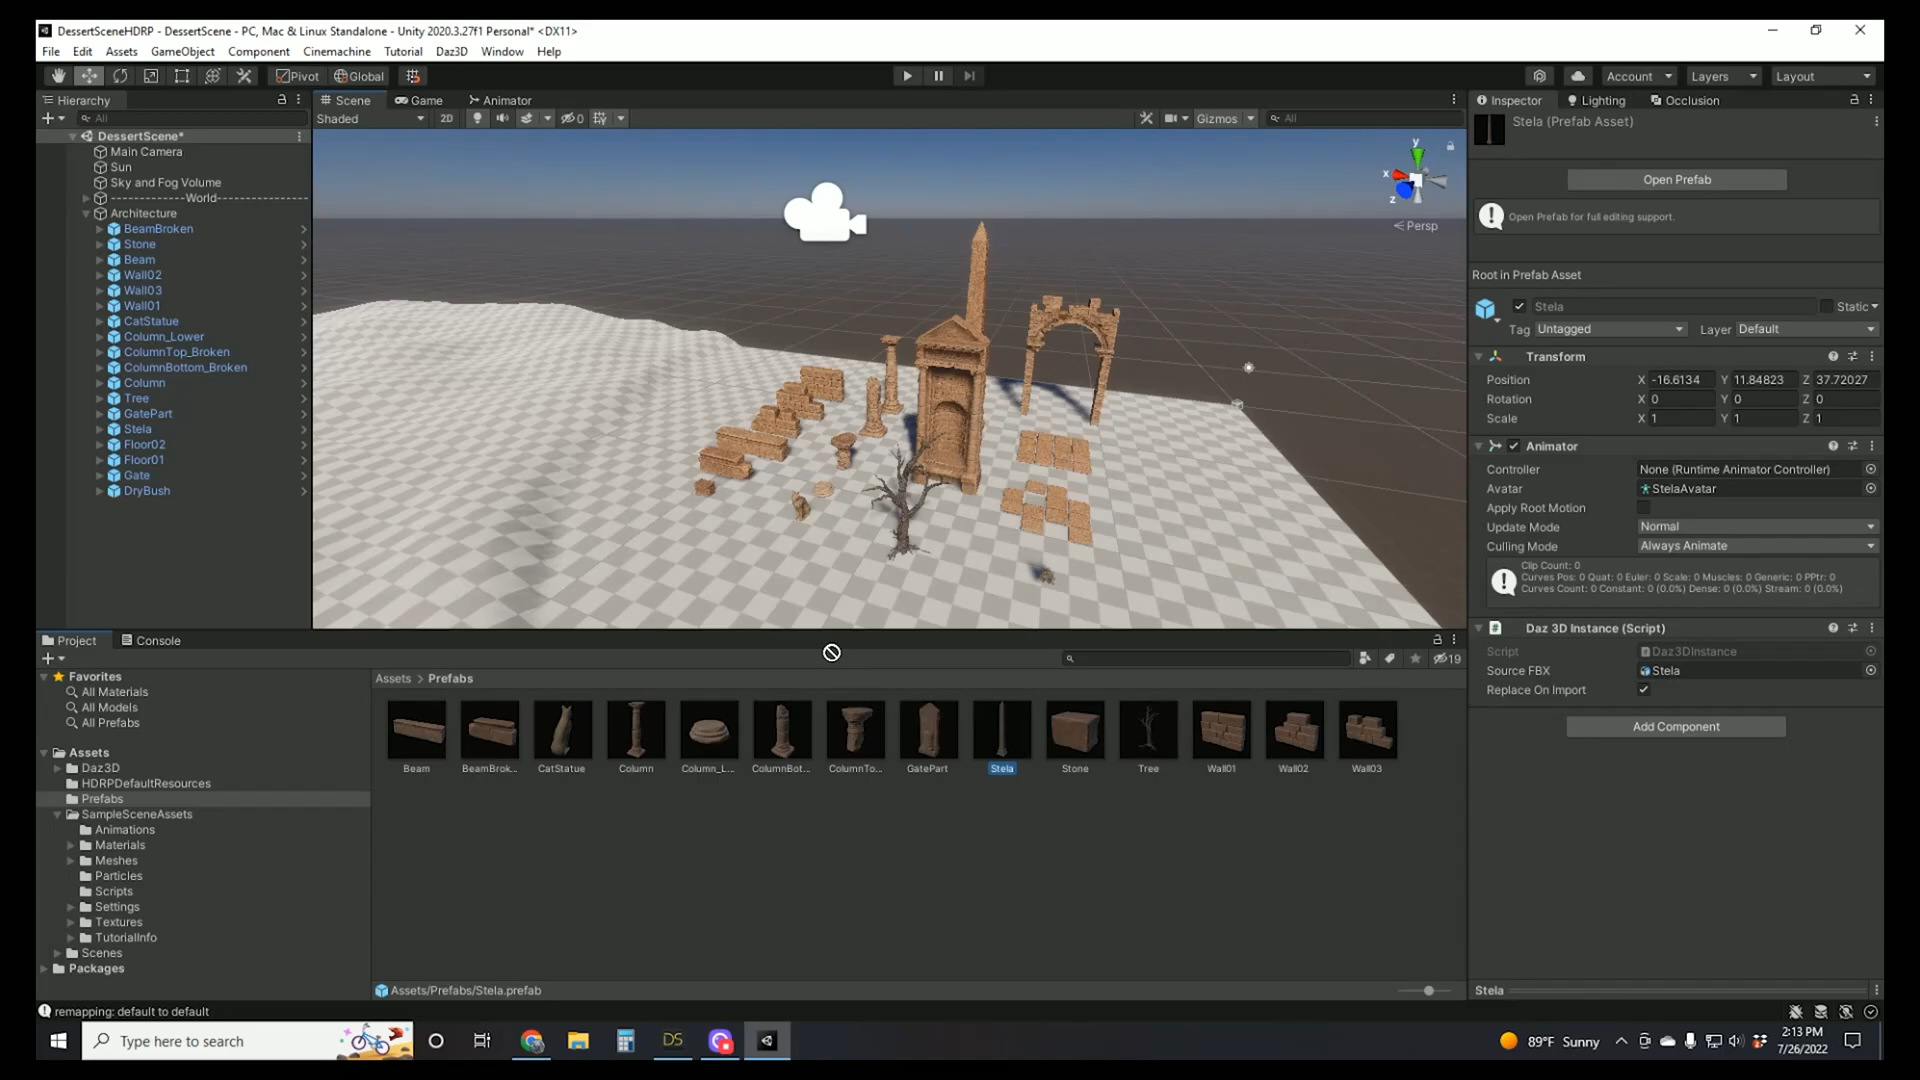 DessertSceneHDRP - DessertScene - PC, Mac & Linux Standalone - Unity 2020.3.27f1 Personal* <DX11>
File Edit Assets GameObject Component Cinemachine Tutorial Daz3D Window Help
Pivot Global Account Layers Layout
Hierarchy
All
DessertScene*
Main Camera
Sun
Sky and Fog Volume
-----------World-----------
Architecture
BeamBroken
Stone
Beam
Wall02
Wall03
Wall01
CatStatue
Column_Lower
ColumnTop_Broken
ColumnBottom_Broken
Column
Tree
GatePart
Stela
Floor02
Floor01
Gate
DryBush
Scene Game Animator
Shaded 2D 0 Gizmos All
y
x
z
Persp
Inspector Lighting Occlusion
Stela (Prefab Asset)
Open Prefab
Open Prefab for full editing support.
Root in Prefab Asset
Stela Static
Tag Untagged Layer Default
Transform
Position X -16.6134 Y 11.84823 Z 37.72027
Rotation X 0 Y 0 Z 0
Scale X 1 Y 1 Z 1
Animator
Controller None (Runtime Animator Controller)
Avatar StelaAvatar
Apply Root Motion
Update Mode Normal
Culling Mode Always Animate
Clip Count: 0
Curves Pos: 0 Quat: 0 Euler: 0 Scale: 0 Muscles: 0 Generic: 0 PPtr: 0
Curves Count: 0 Constant: 0 (0.0%) Dense: 0 (0.0%) Stream: 0 (0.0%)
Daz 3D Instance (Script)
Script Daz3DInstance
Source FBX Stela
Replace On Import
Add Component
Stela
Project Console
19
Favorites
All Materials
All Models
All Prefabs
Assets
Daz3D
HDRPDefaultResources
Prefabs
SampleSceneAssets
Animations
Materials
Meshes
Particles
Scripts
Settings
Textures
TutorialInfo
Scenes
Packages
Assets > Prefabs
Beam BeamBrok... CatStatue Column Column_L... ColumnBot... ColumnTo... GatePart Stela Stone Tree Wall01 Wall02 Wall03
Assets/Prefabs/Stela.prefab
remapping: default to default
Type here to search
DS
89°F Sunny
2:13 PM
7/26/2022